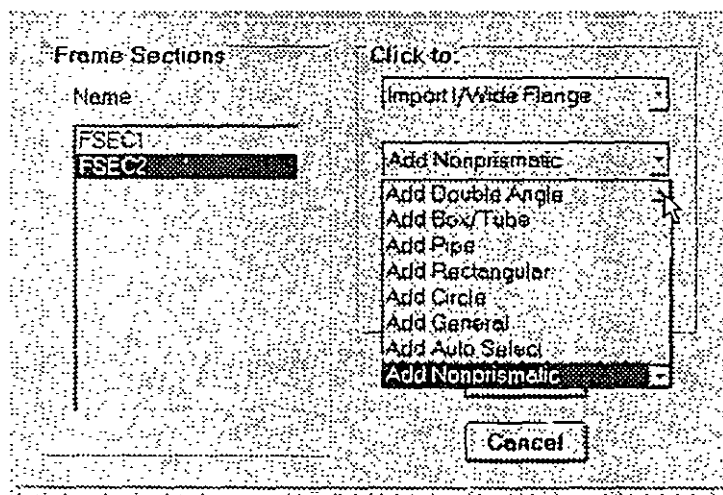 Frame Sections
Name
FSEC1
FSEC2
Click to:
Import I/Wide Flange
Add Nonprismatic
Add Double Angle
Add Box/Tube
Add Pipe
Add Rectangular
Add Circle
Add General
Add Auto Select
Add Nonprismatic
Cancel